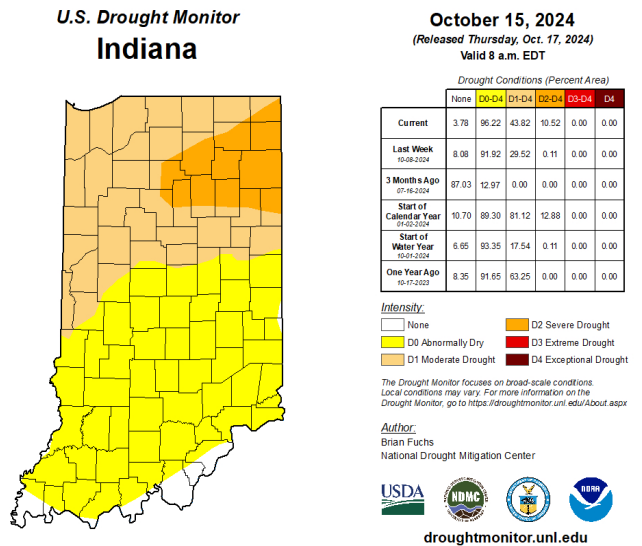 U.S. Drought Monitor
Indiana
October 15, 2024
(Released Thursday, Oct. 17, 2024)
Valid 8 a.m. EDT
Drought Conditions (Percent Area)
None D0-D4 D1-D4 D2-D4 D3-D4 D4
Current 3.78 96.22 43.82 10.52 0.00 0.00
Last Week
10-08-2024 8.08 91.92 29.52 0.11 0.00 0.00
3 Months Ago
07-16-2024 87.03 12.97 0.00 0.00 0.00 0.00
Start of
Calendar Year
01-02-2024 10.70 89.30 81.12 12.88 0.00 0.00
Start of
Water Year
10-01-2024 6.65 93.35 17.54 0.11 0.00 0.00
One Year Ago
10-17-2023 8.35 91.65 63.25 0.00 0.00 0.00
Intensity:
None
D0 Abnormally Dry
D1 Moderate Drought
D2 Severe Drought
D3 Extreme Drought
D4 Exceptional Drought
The Drought Monitor focuses on broad-scale conditions.
Local conditions may vary. For more information on the
Drought Monitor, go to https://droughtmonitor.unl.edu/About.aspx
Author:
Brian Fuchs
National Drought Mitigation Center
USDA
NDMC
NOAA
droughtmonitor.unl.edu